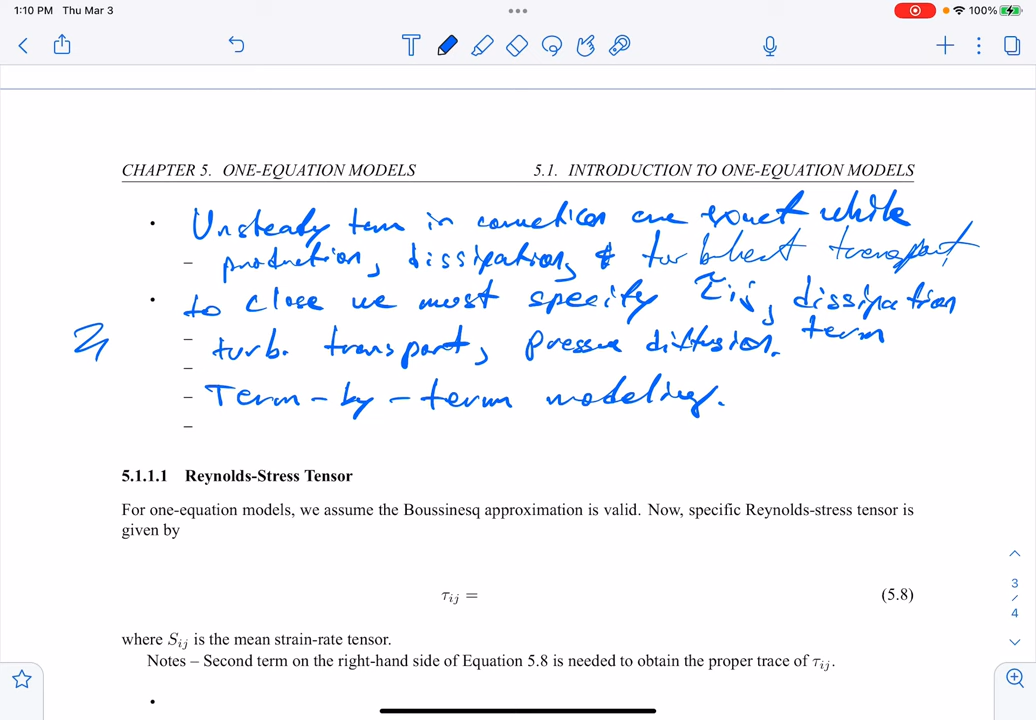 1:10 PM Thu Mar 3
100%
CHAPTER 5. ONE-EQUATION MODELS 5.1. INTRODUCTION TO ONE-EQUATION MODELS
• Unsteady term in convection are exact while
– production, dissipation, & turbulent transport
• to close we must specify τij, dissipation term
– turb. transport, pressure diffusion.
–
– Term-by-term modeling.
–
5.1.1.1 Reynolds-Stress Tensor
For one-equation models, we assume the Boussinesq approximation is valid. Now, specific Reynolds-stress tensor is
given by
τij = (5.8)
where Sij is the mean strain-rate tensor.
Notes – Second term on the right-hand side of Equation 5.8 is needed to obtain the proper trace of τij.
•
3
/
4